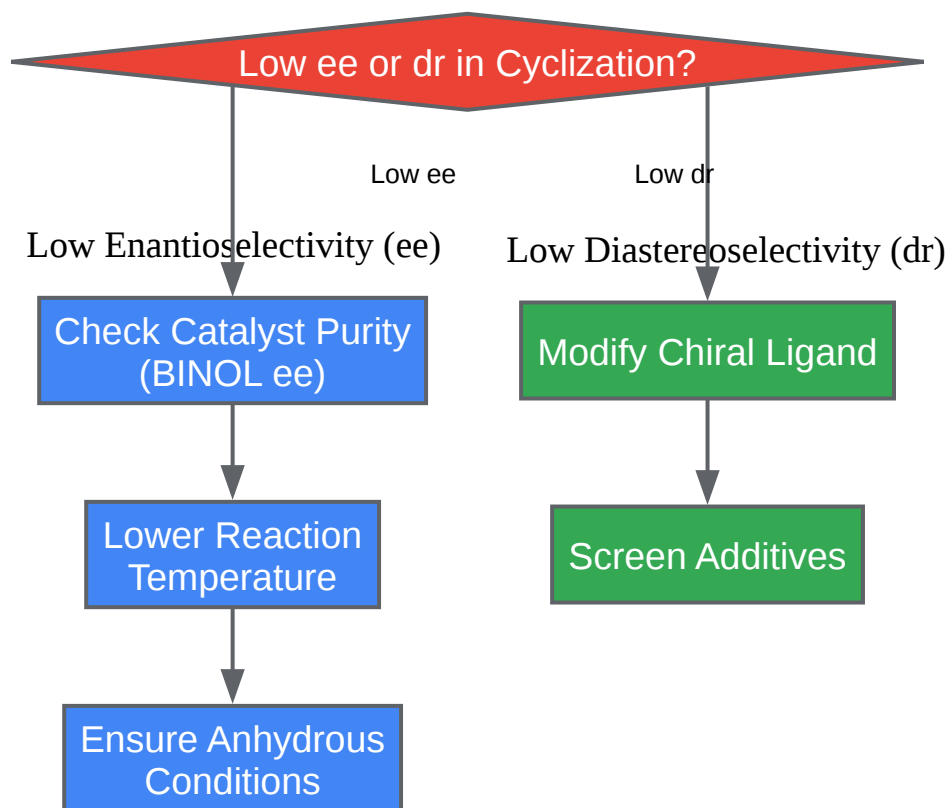 Low ee or dr in Cyclization?
Low ee
Low dr
Low Enantioselectivity (ee)
Low Diastereoselectivity (dr)
Check Catalyst Purity
(BINOL ee)
Modify Chiral Ligand
Lower Reaction
Temperature
Screen Additives
Ensure Anhydrous
Conditions